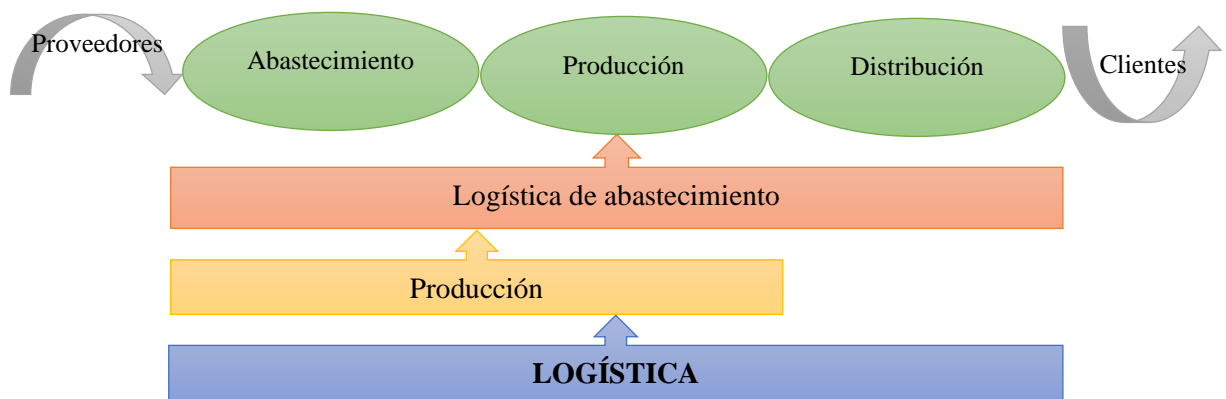 Proveedores
Abastecimiento
Producción
Distribución
Clientes
Logística de abastecimiento
Producción
LOGÍSTICA